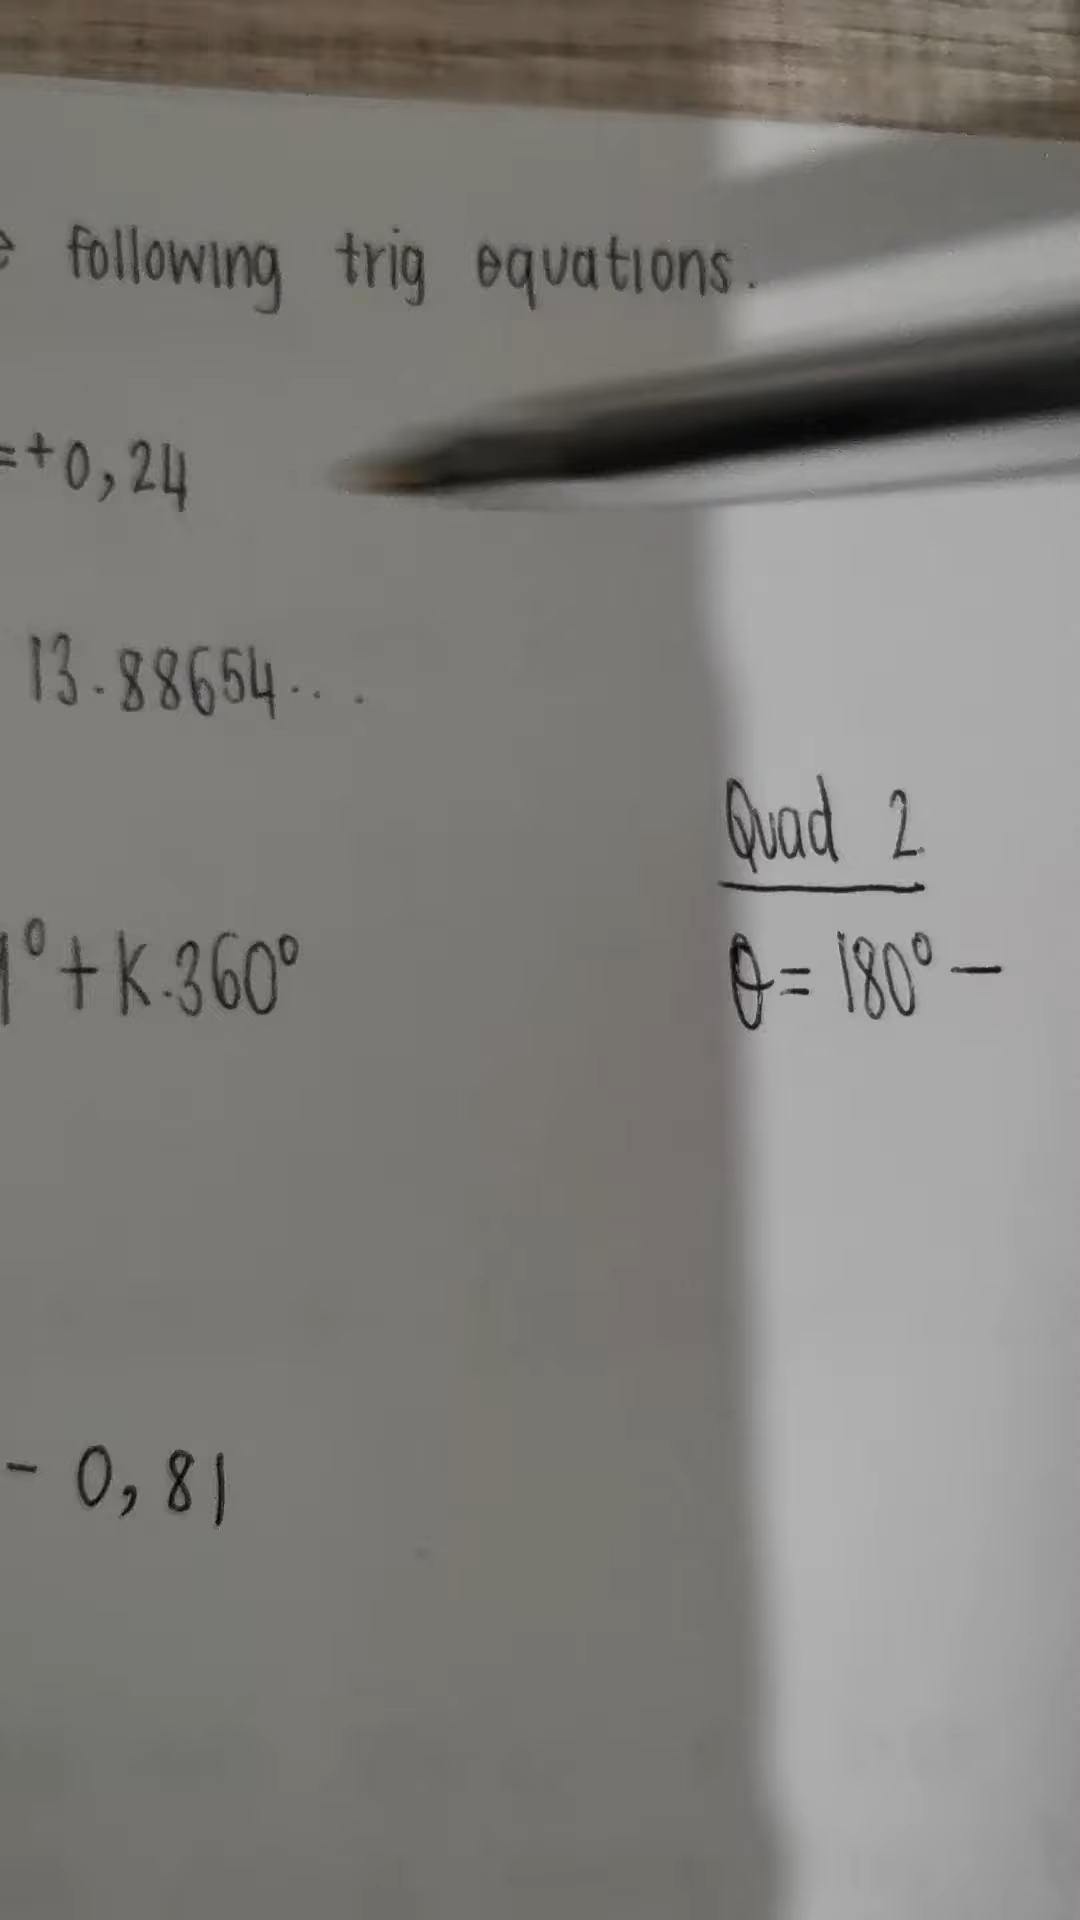 following trig equations.
=+0,24
13.88654...
Quad 2
° + K.360°
θ = 180° –
- 0,81